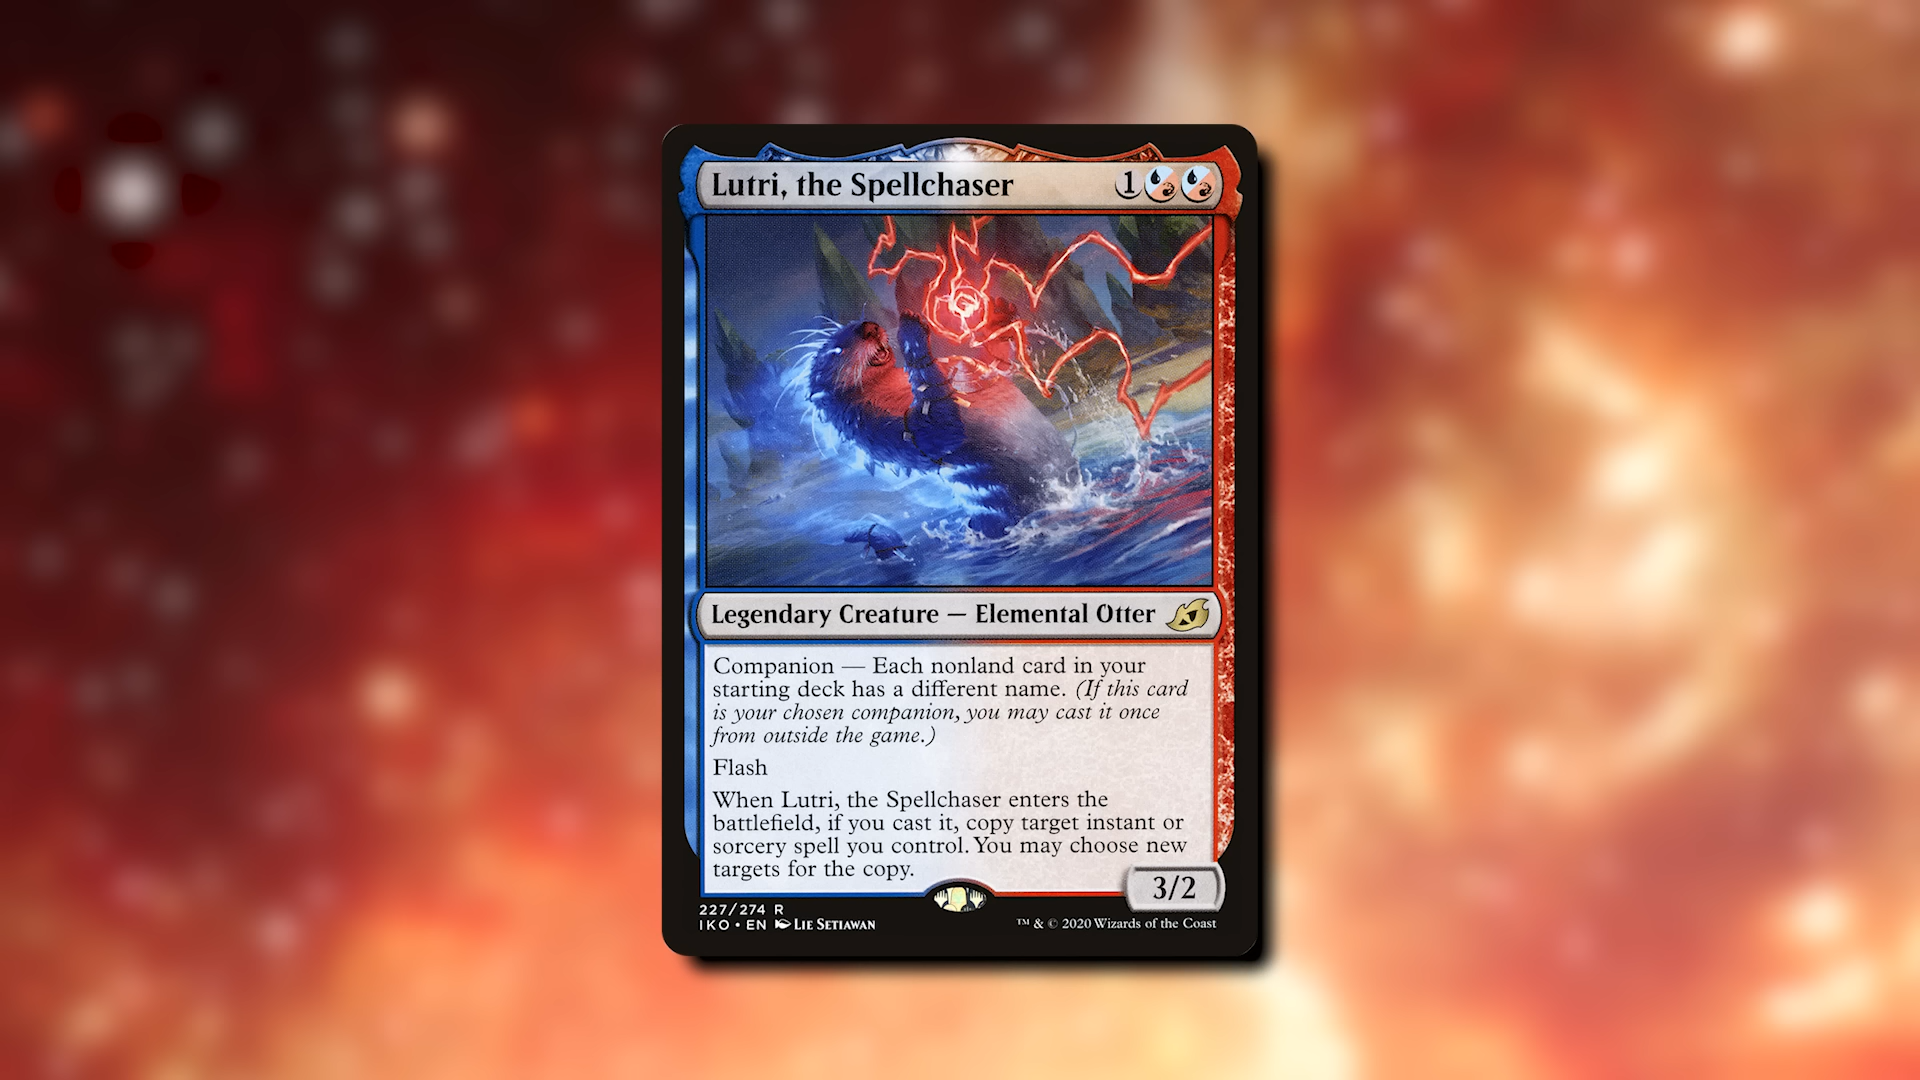 Lutri, the Spellchaser 1
Legendary Creature — Elemental Otter
Companion — Each nonland card in your
starting deck has a different name. (If this card
is your chosen companion, you may cast it once
from outside the game.)
Flash
When Lutri, the Spellchaser enters the
battlefield, if you cast it, copy target instant or
sorcery spell you control. You may choose new
targets for the copy.
3/2
227/274 R
IKO • EN Lie Setiawan
™ & © 2020 Wizards of the Coast